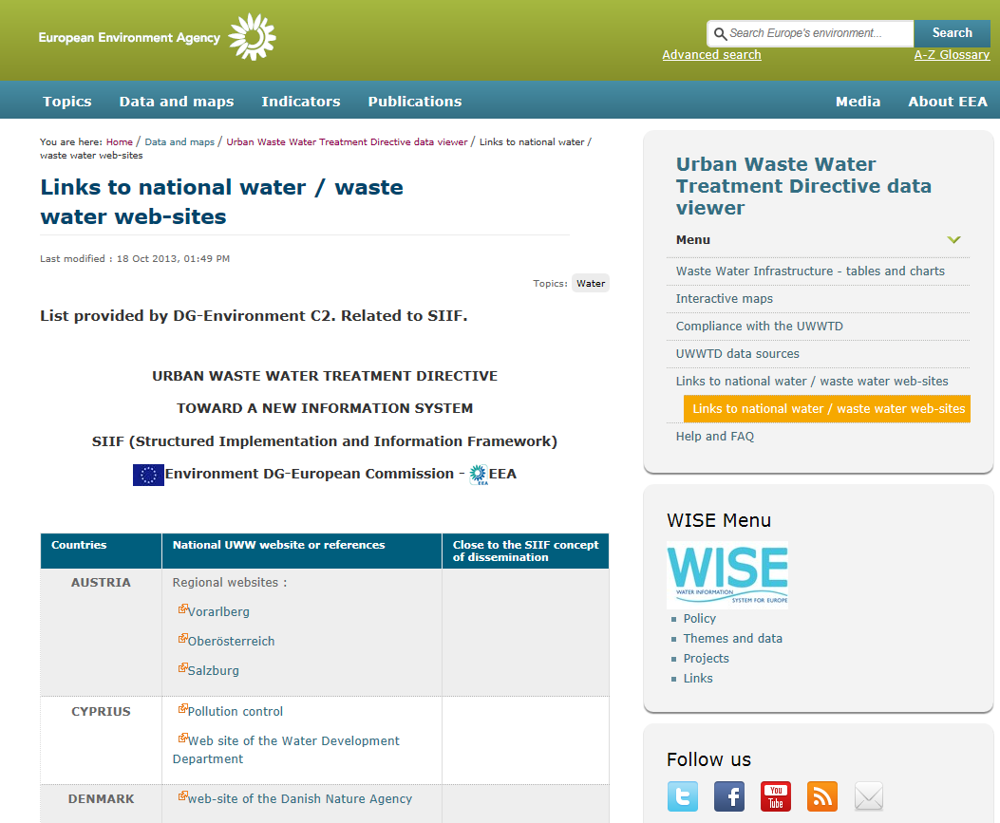 European Environment Agency
Search Europe's environment...
Search
Advanced search
A-Z Glossary
Topics
Data and maps
Indicators
Publications
Media
About EEA
You are here: Home / Data and maps / Urban Waste Water Treatment Directive data viewer / Links to national water /
waste water web-sites
Links to national water / waste
water web-sites
Last modified : 18 Oct 2013, 01:49 PM
Topics: Water
List provided by DG-Environment C2. Related to SIIF.
URBAN WASTE WATER TREATMENT DIRECTIVE
TOWARD A NEW INFORMATION SYSTEM
SIIF (Structured Implementation and Information Framework)
Environment DG-European Commission - EEA EEA
Countries
National UWW website or references
Close to the SIIF concept
of dissemination
AUSTRIA
Regional websites :
Vorarlberg
Oberösterreich
Salzburg
CYPRIUS
Pollution control
Web site of the Water Development
Department
DENMARK
web-site of the Danish Nature Agency
Urban Waste Water
Treatment Directive data
viewer
Menu
Waste Water Infrastructure - tables and charts
Interactive maps
Compliance with the UWWTD
UWWTD data sources
Links to national water / waste water web-sites
Links to national water / waste water web-sites
Help and FAQ
WISE Menu
WISE
WATER INFORMATION
SYSTEM FOR EUROPE
Policy
Themes and data
Projects
Links
Follow us
You
Tube